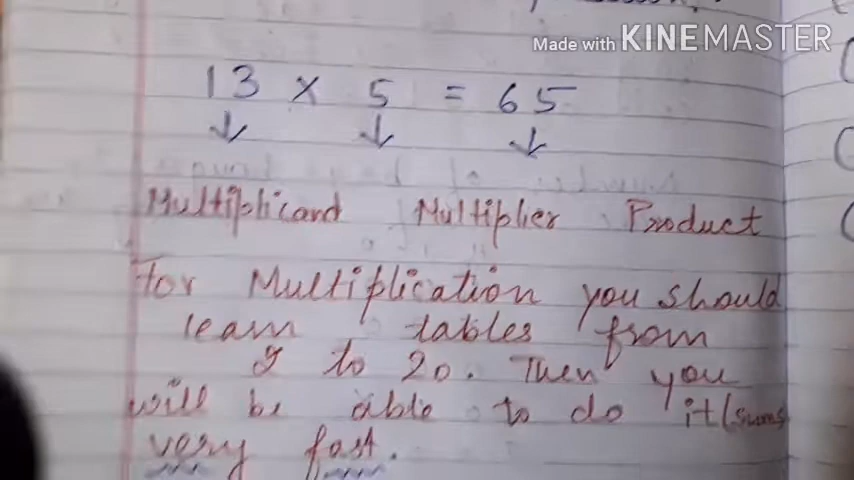 Made with KINEMASTER
13 × 5 = 65
↓ ↓ ↓
Multiplicand Multiplier Product
For Multiplication you should
learn tables from
to 20. Then you
will be able to do it (sums
very fast.